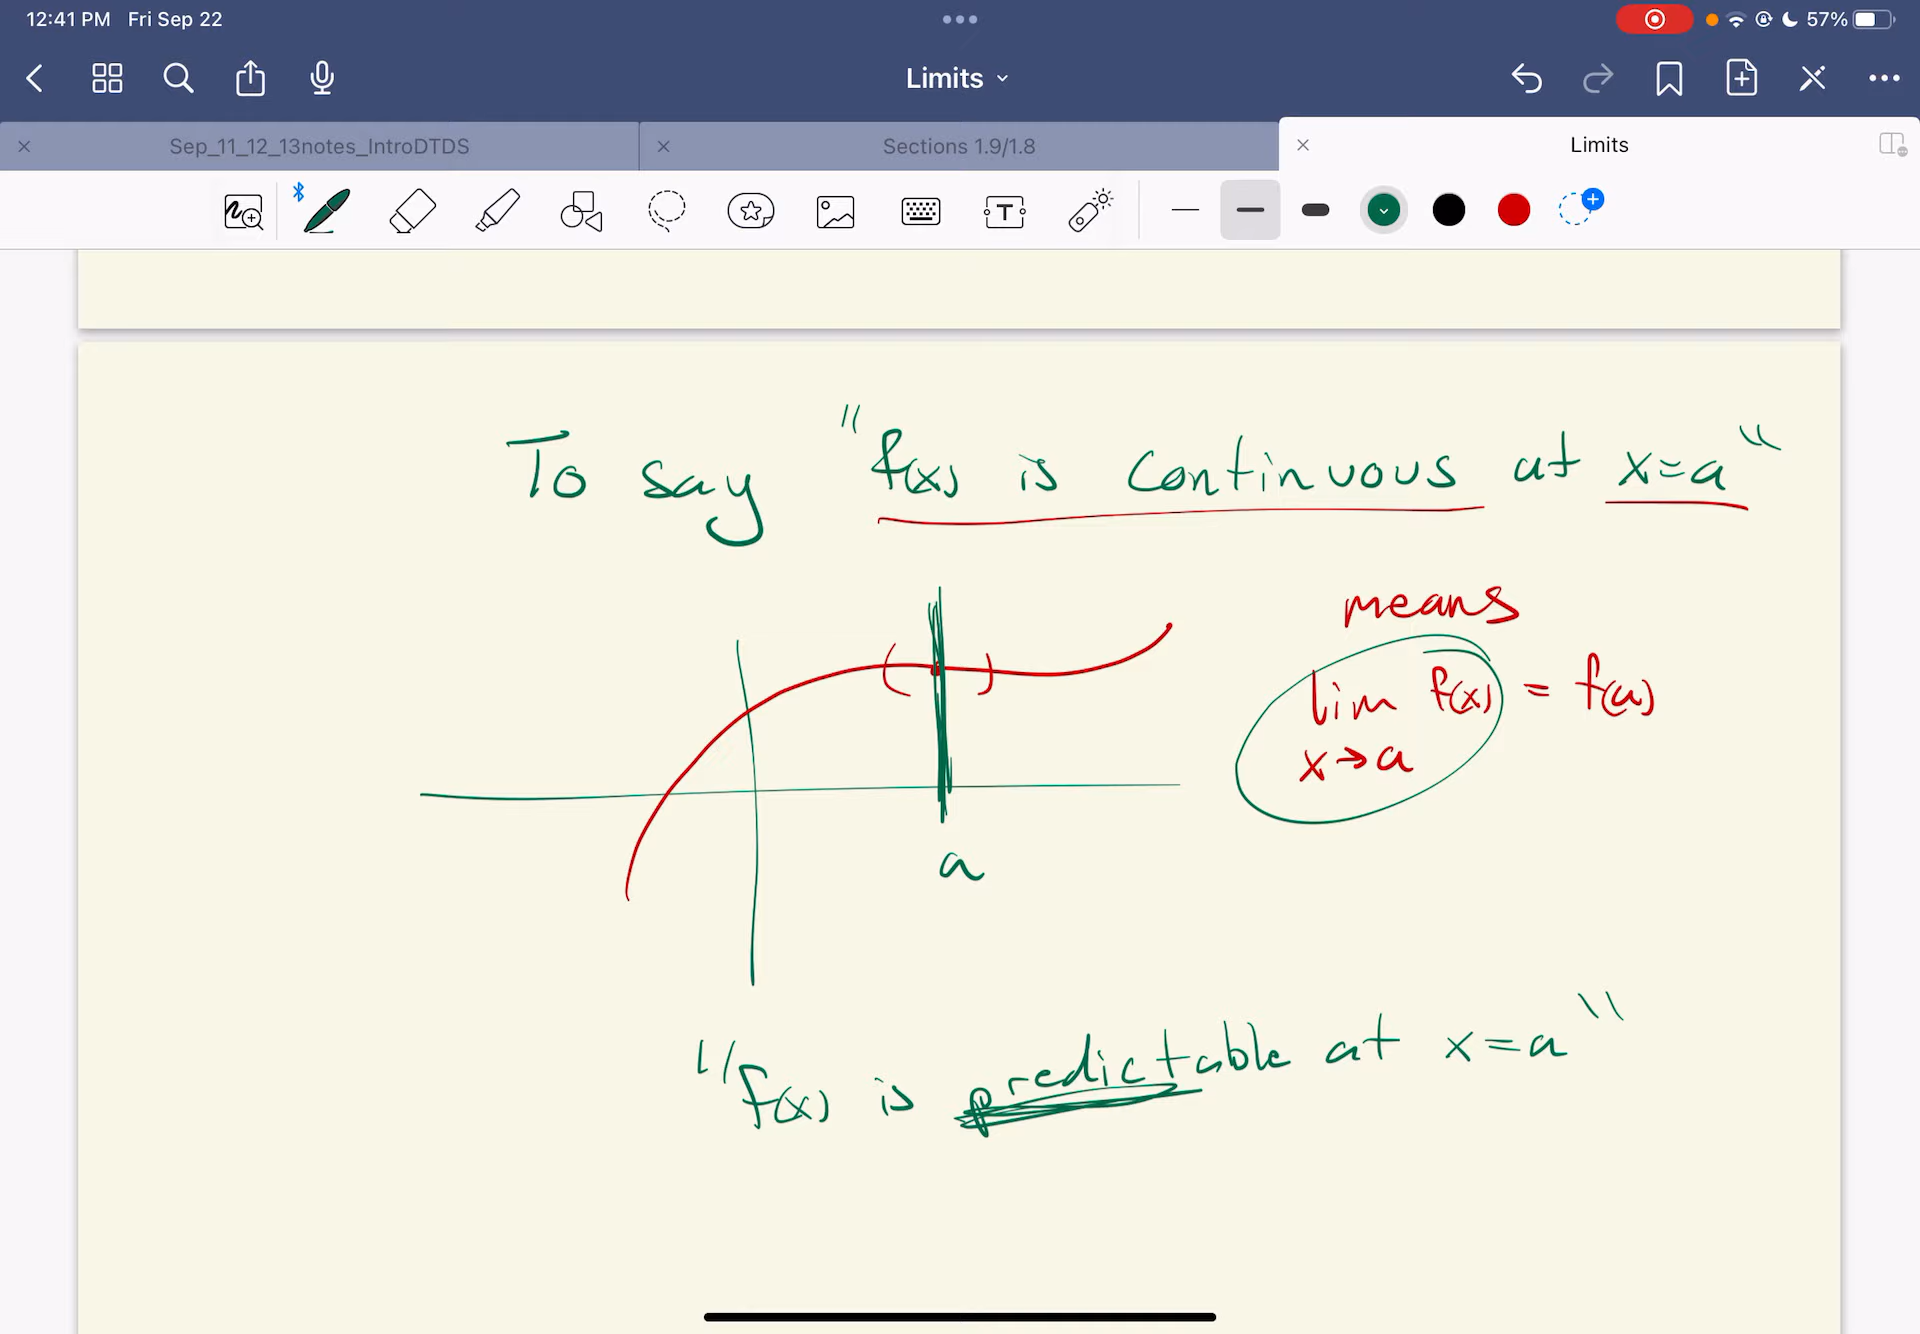 12:41 PM Fri Sep 22
57%
Limits
Sep_11_12_13notes_IntroDTDS
Sections 1.9/1.8
Limits
To say "f(x) is continuous at x=a"
means
lim f(x) = f(a)
x→a
a
"f(x) is predictable at x=a"